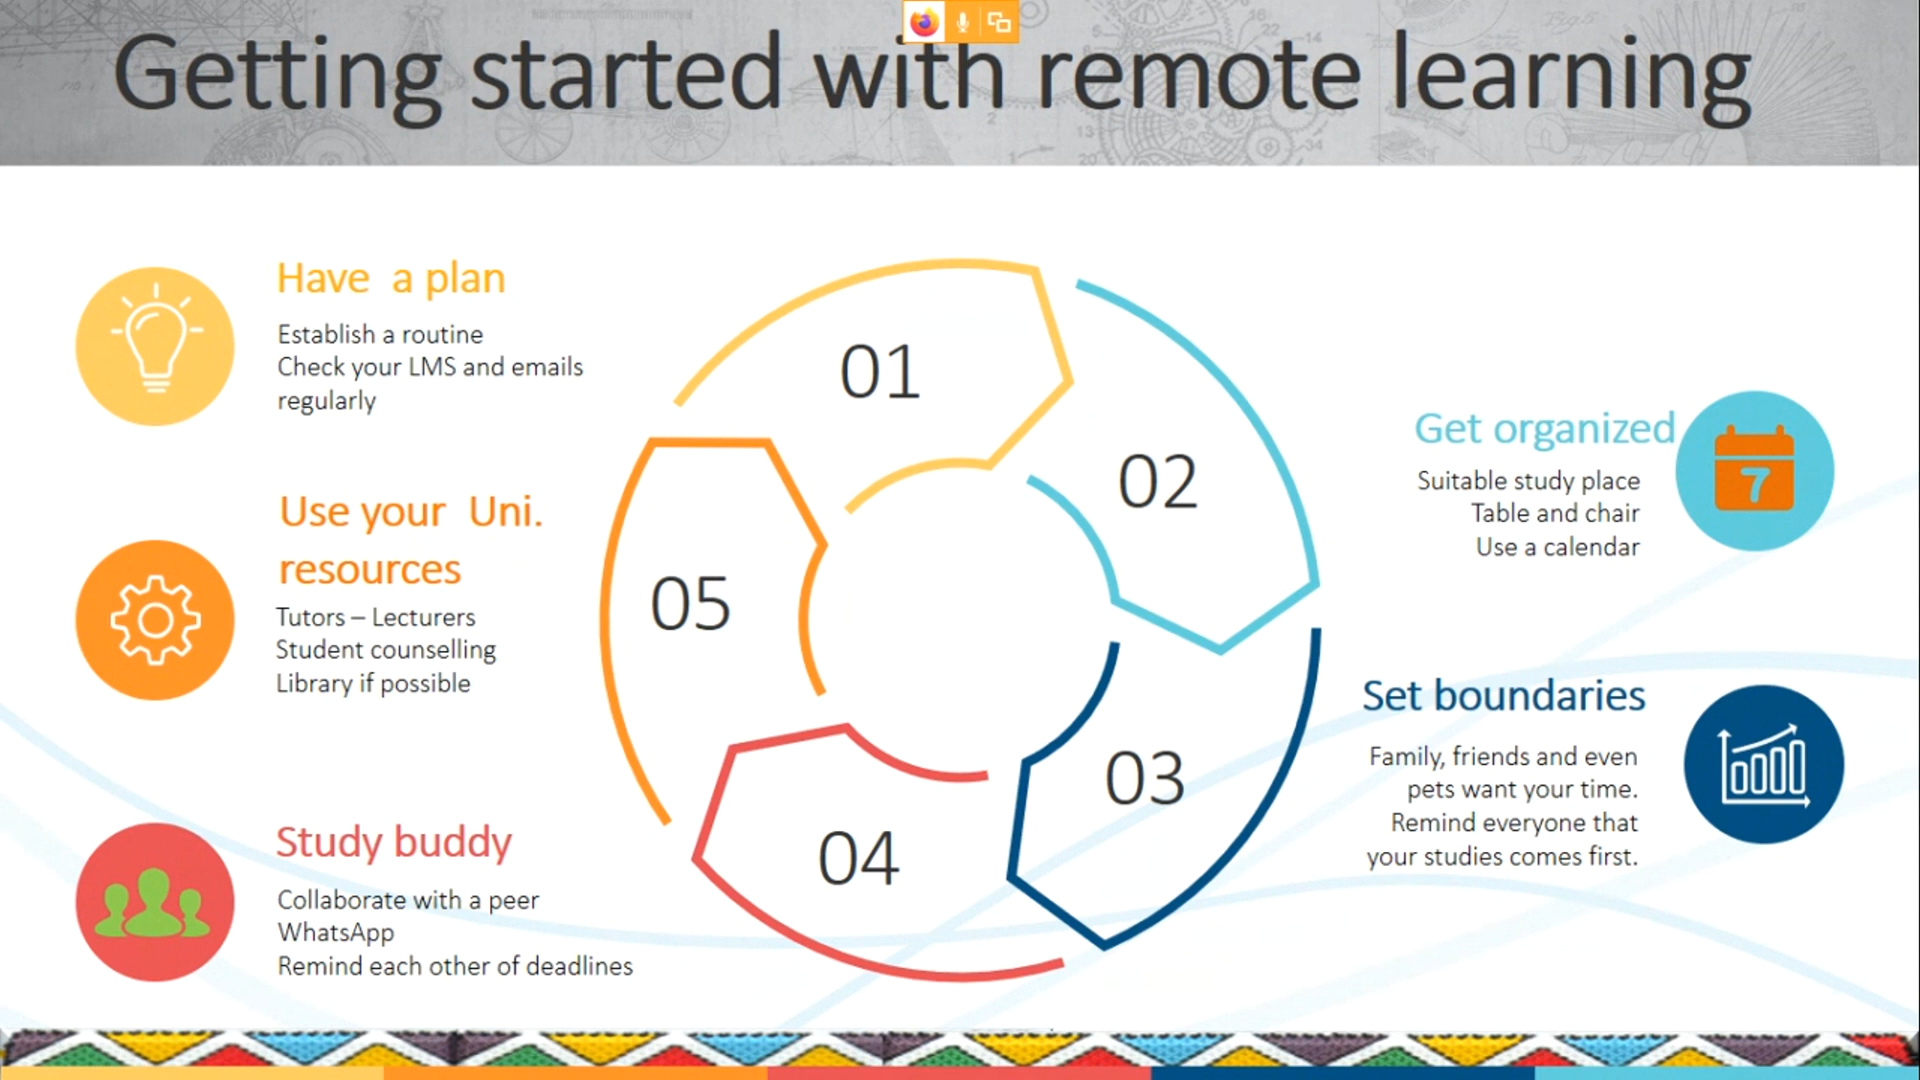 Getting started with remote learning
Have a plan
Establish a routine
Check your LMS and emails
regularly
Use your Uni.
resources
Tutors – Lecturers
Student counselling
Library if possible
Study buddy
Collaborate with a peer
WhatsApp
Remind each other of deadlines
01
02
03
04
05
Get organized
Suitable study place
Table and chair
Use a calendar
7
Set boundaries
Family, friends and even
pets want your time.
Remind everyone that
your studies comes first.